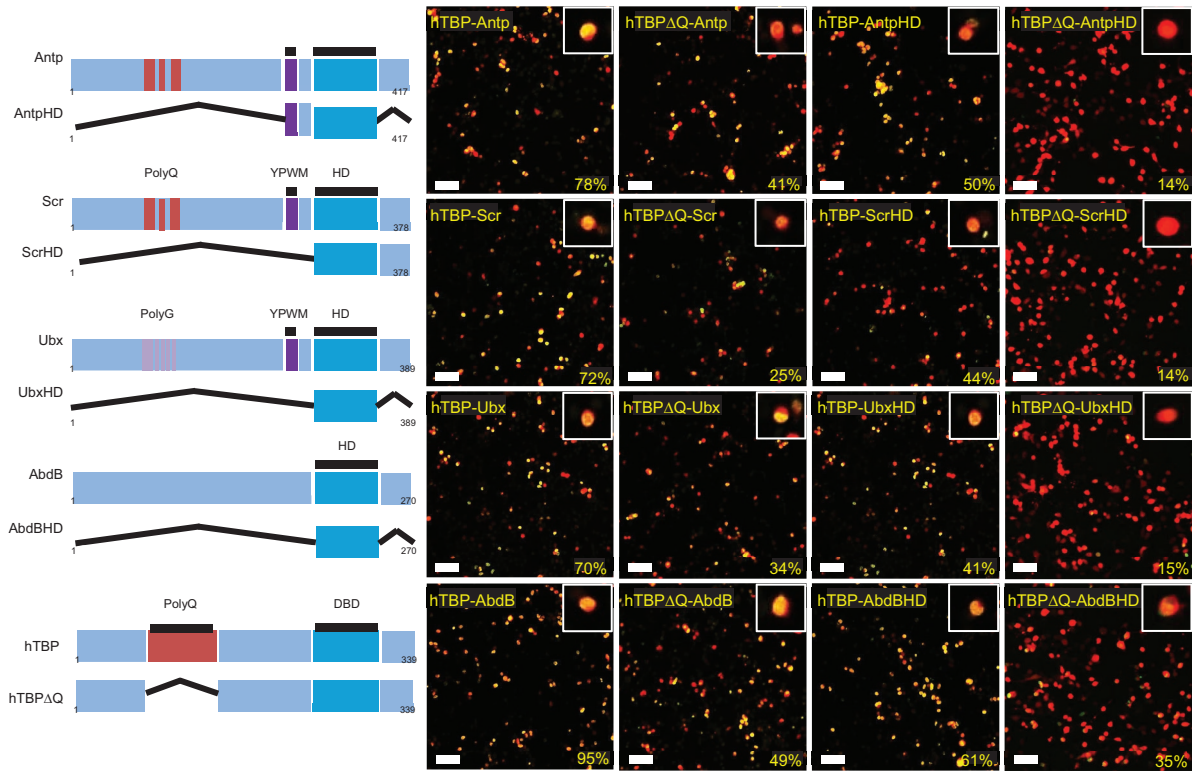 Antp
1
417
AntpHD
1
417
PolyQ
YPWM
HD
Scr
1
378
ScrHD
1
378
PolyG
YPWM
HD
Ubx
1
389
UbxHD
1
389
HD
AbdB
1
270
AbdBHD
1
270
PolyQ
DBD
hTBP
1
339
hTBPΔQ
1
339
hTBP-Antp
78%
hTBPΔQ-Antp
41%
hTBP-AntpHD
50%
hTBPΔQ-AntpHD
14%
hTBP-Scr
72%
hTBPΔQ-Scr
25%
hTBP-ScrHD
44%
hTBPΔQ-ScrHD
14%
hTBP-Ubx
70%
hTBPΔQ-Ubx
34%
hTBP-UbxHD
41%
hTBPΔQ-UbxHD
15%
hTBP-AbdB
95%
hTBPΔQ-AbdB
49%
hTBP-AbdBHD
61%
hTBPΔQ-AbdBHD
35%